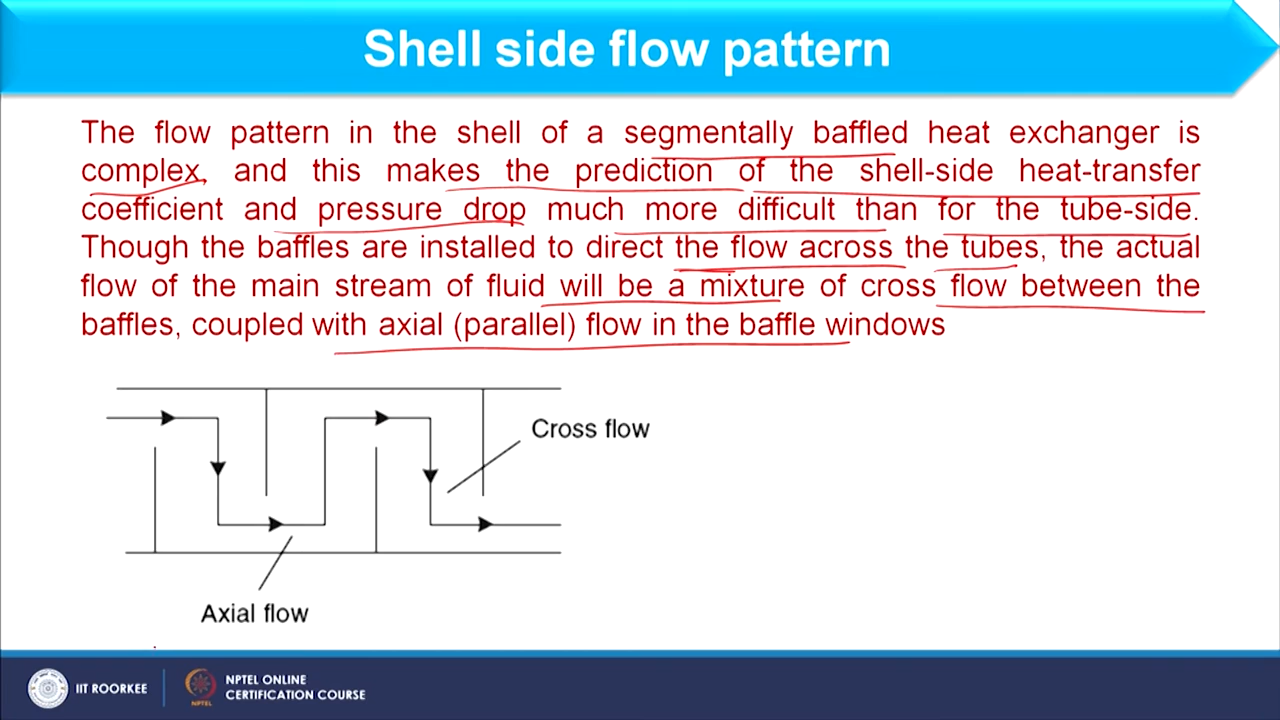 Shell side flow pattern
The flow pattern in the shell of a segmentally baffled heat exchanger is
complex, and this makes the prediction of the shell-side heat-transfer
coefficient and pressure drop much more difficult than for the tube-side.
Though the baffles are installed to direct the flow across the tubes, the actual
flow of the main stream of fluid will be a mixture of cross flow between the
baffles, coupled with axial (parallel) flow in the baffle windows
Cross flow
Axial flow
IIT ROORKEE
NPTEL
NPTEL ONLINE
CERTIFICATION COURSE